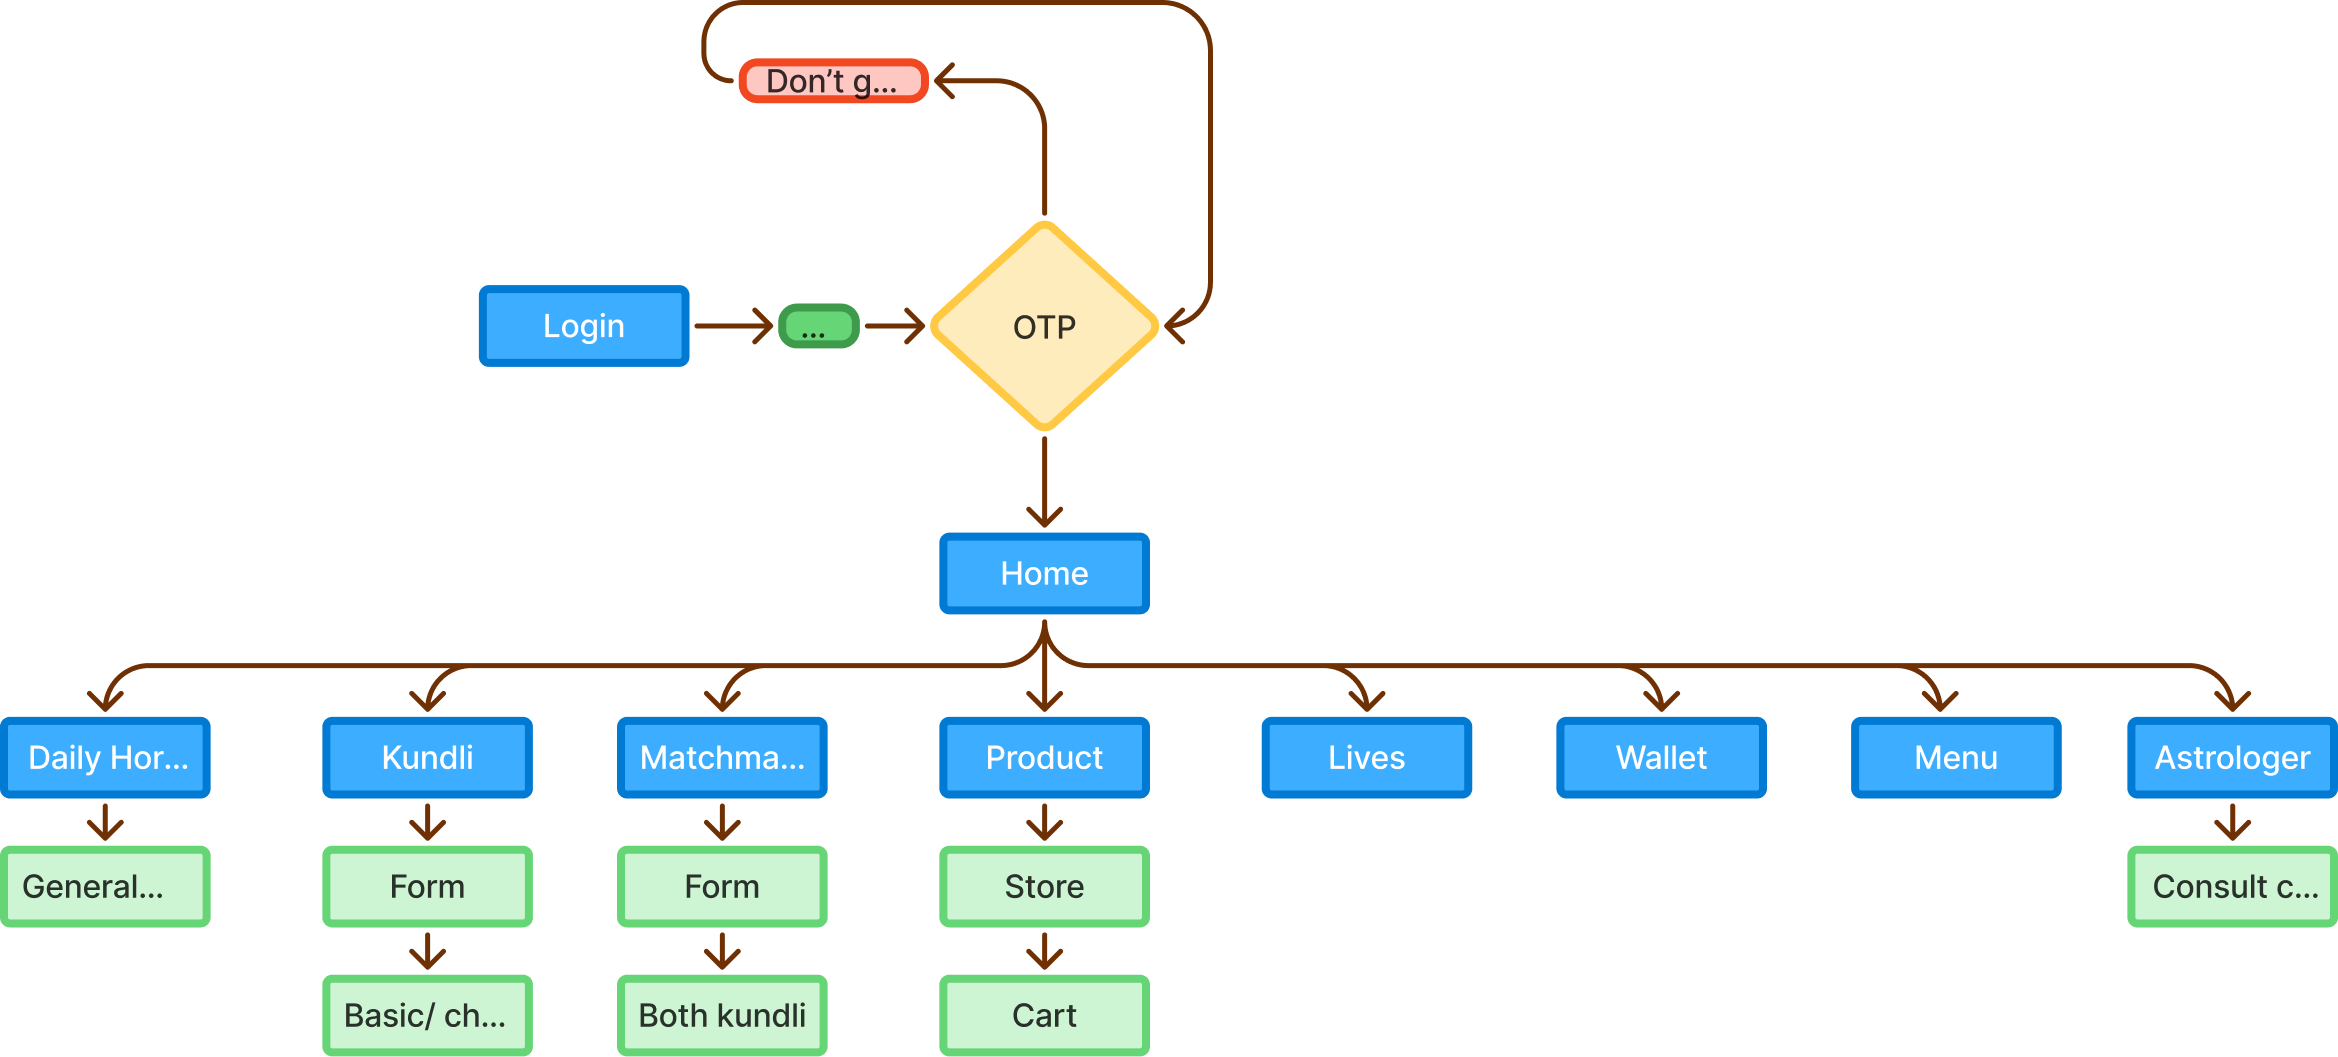 Don’t g...
Login
...
OTP
Home
Daily Hor...
Kundli
Matchma...
Product
Lives
Wallet
Menu
Astrologer
General...
Form
Form
Store
Consult c...
Basic/ ch...
Both kundli
Cart